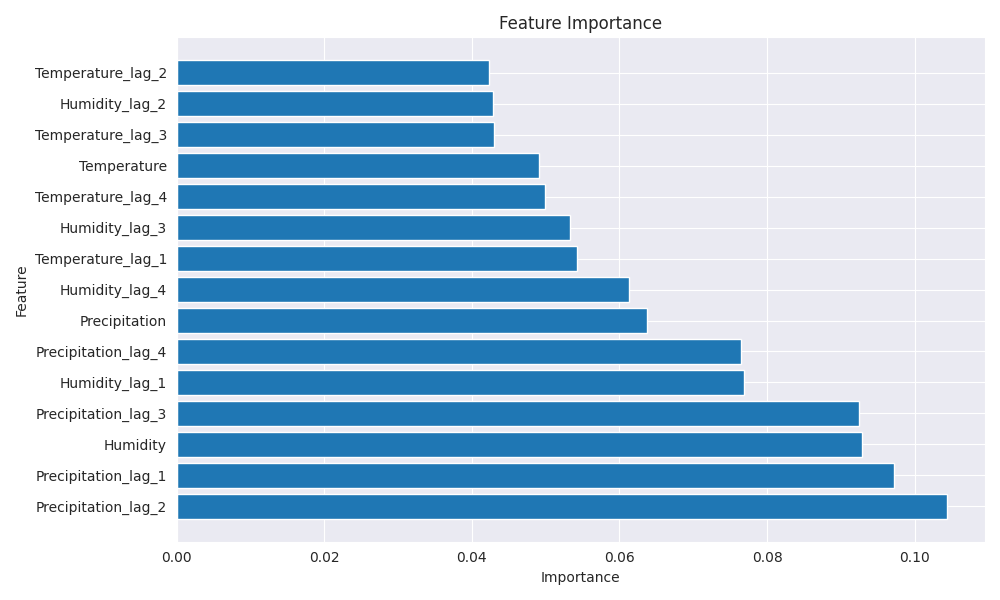 Feature Importance
Temperature_lag_2
Humidity_lag_2
Temperature_lag_3
Temperature
Temperature_lag_4
Humidity_lag_3
Temperature_lag_1
Humidity_lag_4
Precipitation
Precipitation_lag_4
Humidity_lag_1
Precipitation_lag_3
Humidity
Precipitation_lag_1
Precipitation_lag_2
Feature
0.00 0.02 0.04 0.06 0.08 0.10
Importance